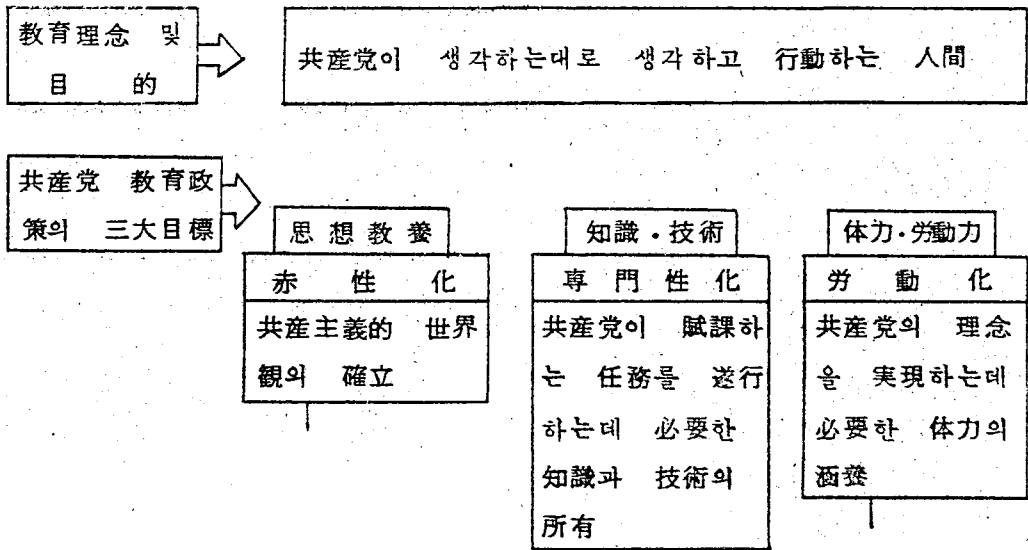 教育理念 및
目 的
共産党이 생각하는대로 생각하고 行動하는 人間
共産党 教育政
策의 三大目標
思想教養
赤性化
共産主義的 世界
観의 確立
知識·技術
専門性化
共産党이 賦課하
는 任務를 遂行
하는데 必要한
知識과 技術의
所有
体力·労動力
労動化
共産党의 理念
을 実現하는데
必要한 体力의
涵養